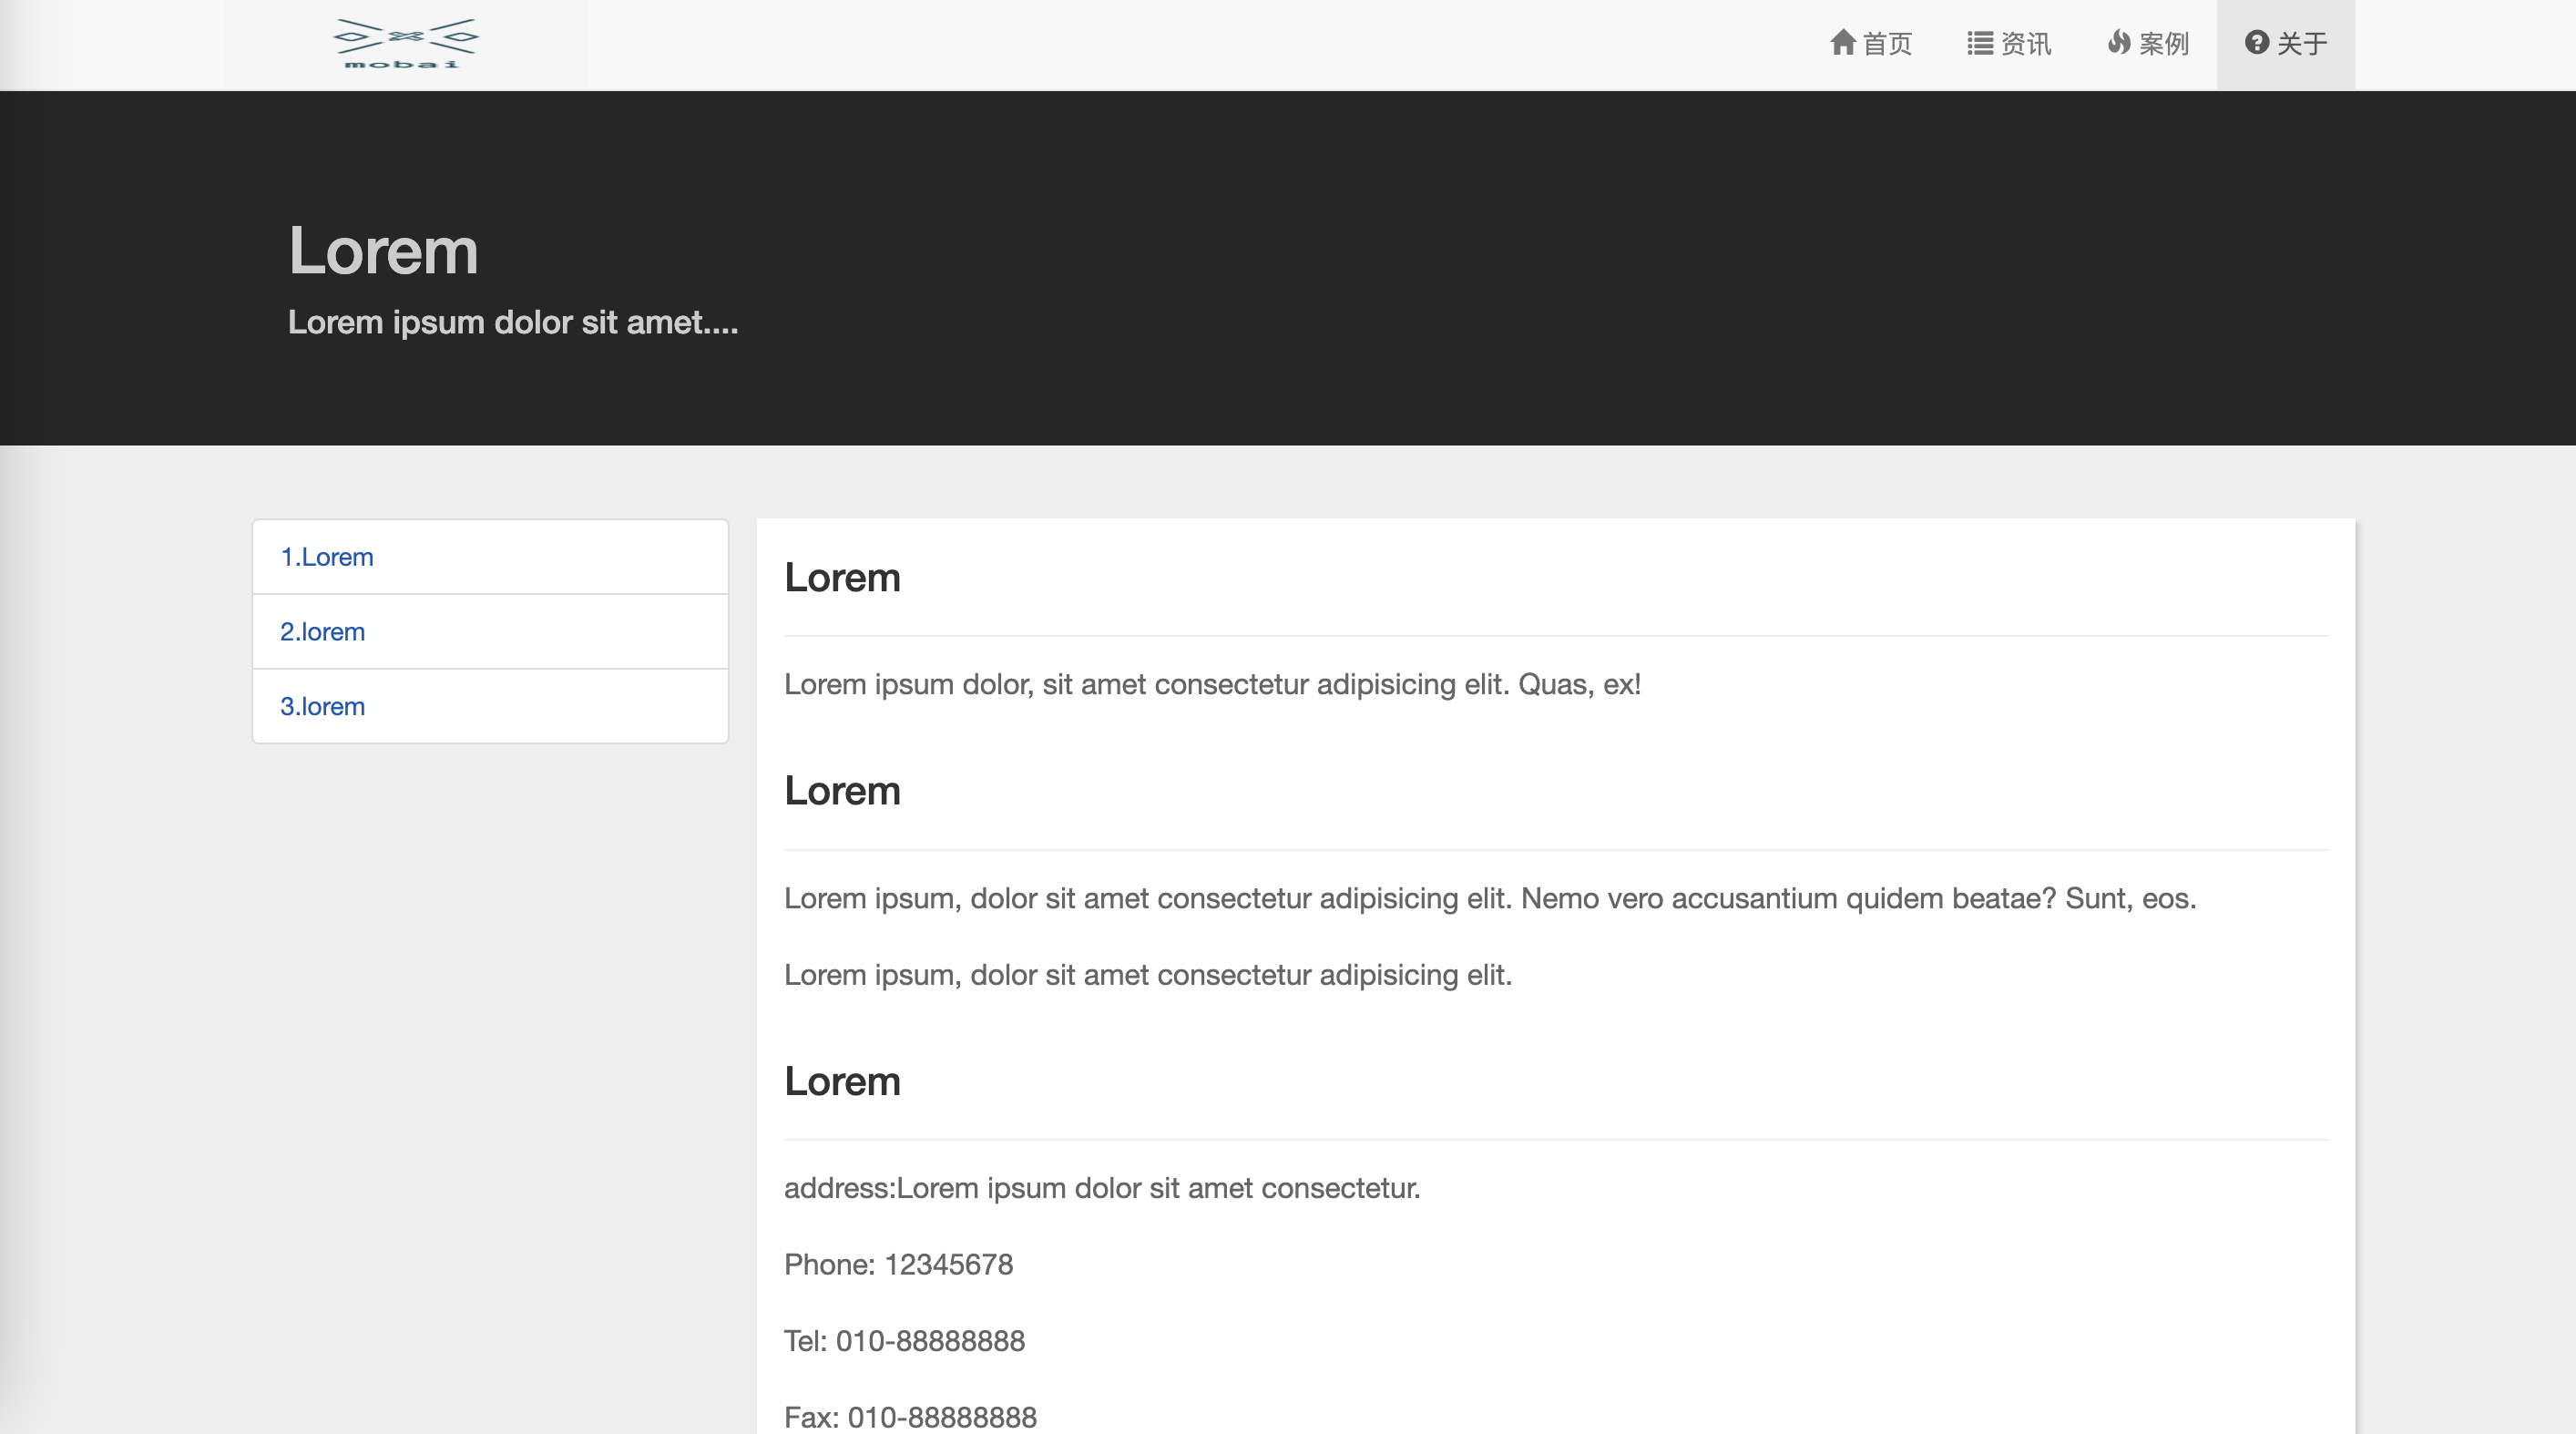 mobai
首页
资讯
案例
关于
Lorem
Lorem ipsum dolor sit amet....
1.Lorem
2.lorem
3.lorem
Lorem
Lorem ipsum dolor, sit amet consectetur adipisicing elit. Quas, ex!
Lorem
Lorem ipsum, dolor sit amet consectetur adipisicing elit. Nemo vero accusantium quidem beatae? Sunt, eos.
Lorem ipsum, dolor sit amet consectetur adipisicing elit.
Lorem
address:Lorem ipsum dolor sit amet consectetur.
Phone: 12345678
Tel: 010-88888888
Fax: 010-88888888